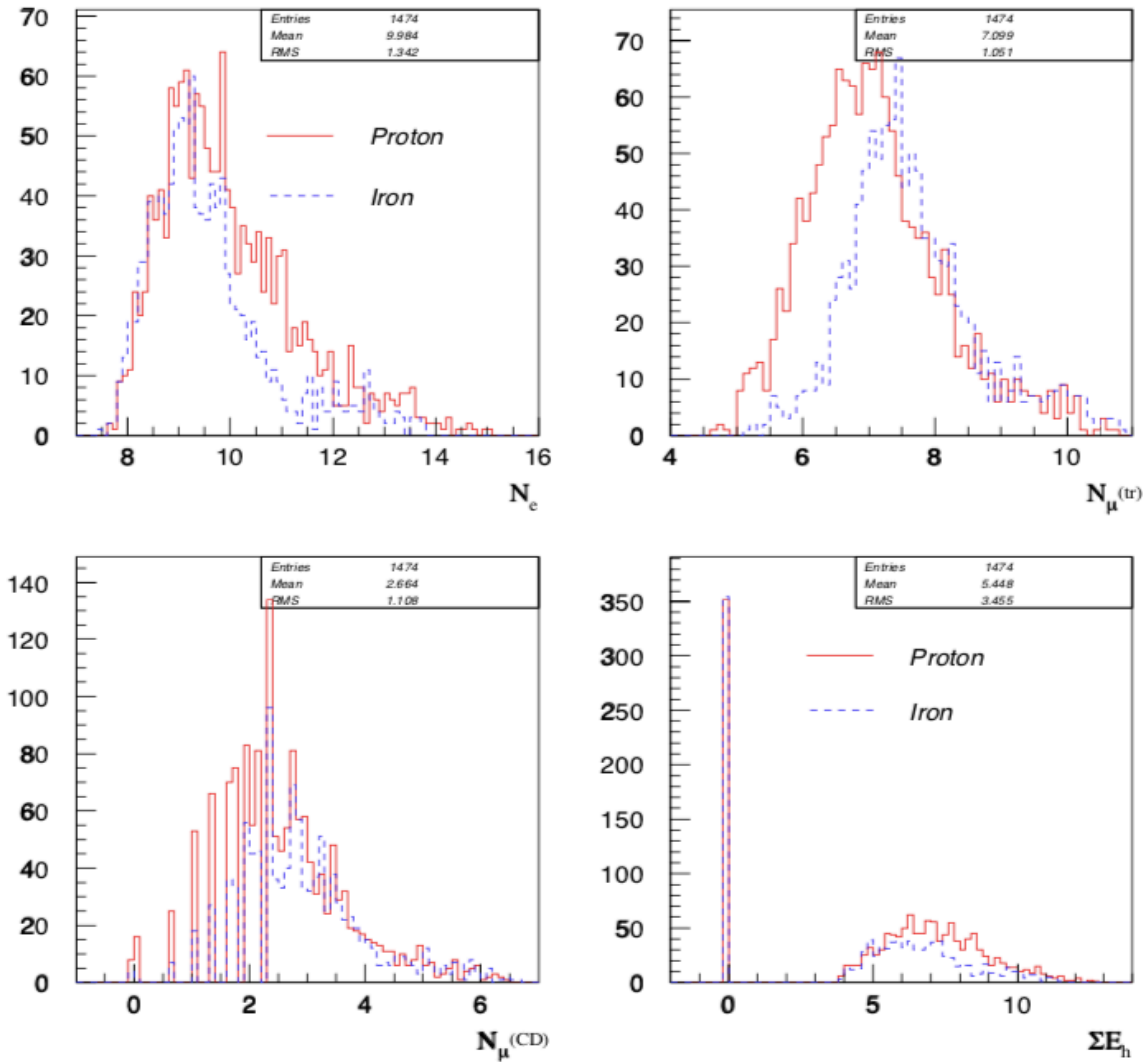 Entries 1474
Mean 9.984
RMS 1.342
70
60
50
40
30
20
10
0
Proton
Iron
8 10 12 14 16
N_e
Entries 1474
Mean 7.099
RMS 1.051
70
60
50
40
30
20
10
0
4 6 8 10
N_μ(tr)
Entries 1474
Mean 2.664
RMS 1.108
140
120
100
80
60
40
20
0
0 2 4 6
N_μ(CD)
Entries 1474
Mean 5.448
RMS 3.455
350
300
250
200
150
100
50
0
Proton
Iron
0 5 10
ΣE_h